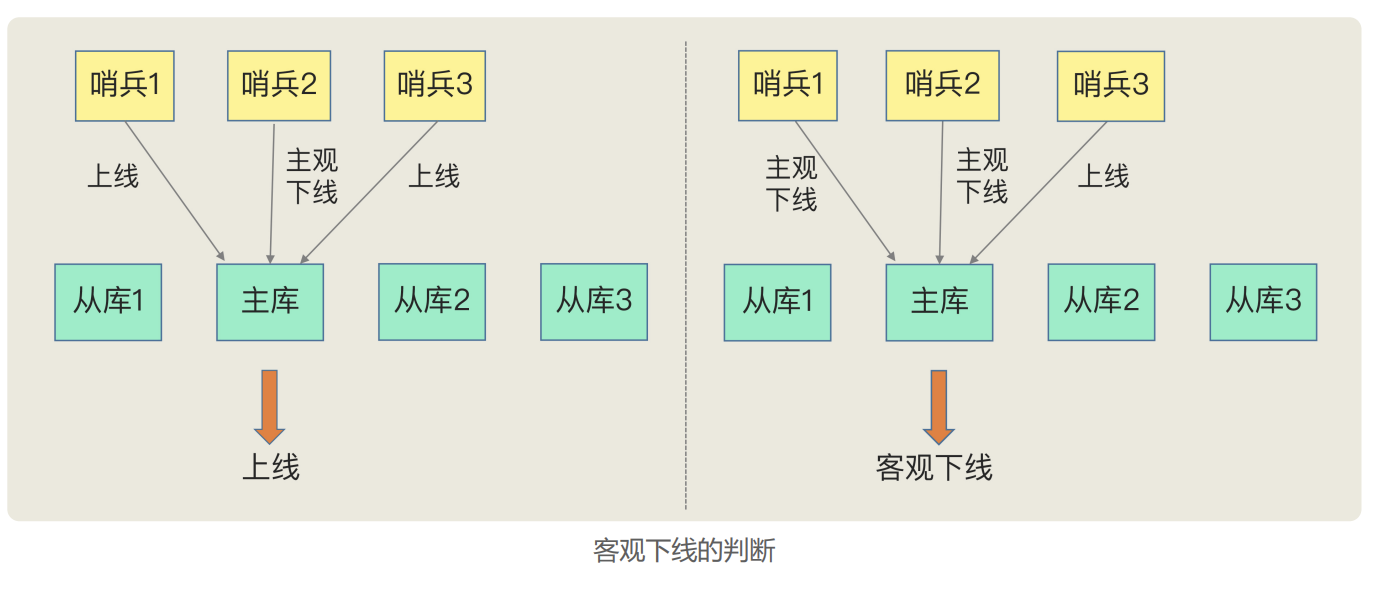 哨兵1
哨兵2
哨兵3
上线
主观
下线
上线
从库1
主库
从库2
从库3
上线
哨兵1
哨兵2
哨兵3
主观
下线
主观
下线
上线
从库1
主库
从库2
从库3
客观下线
客观下线的判断